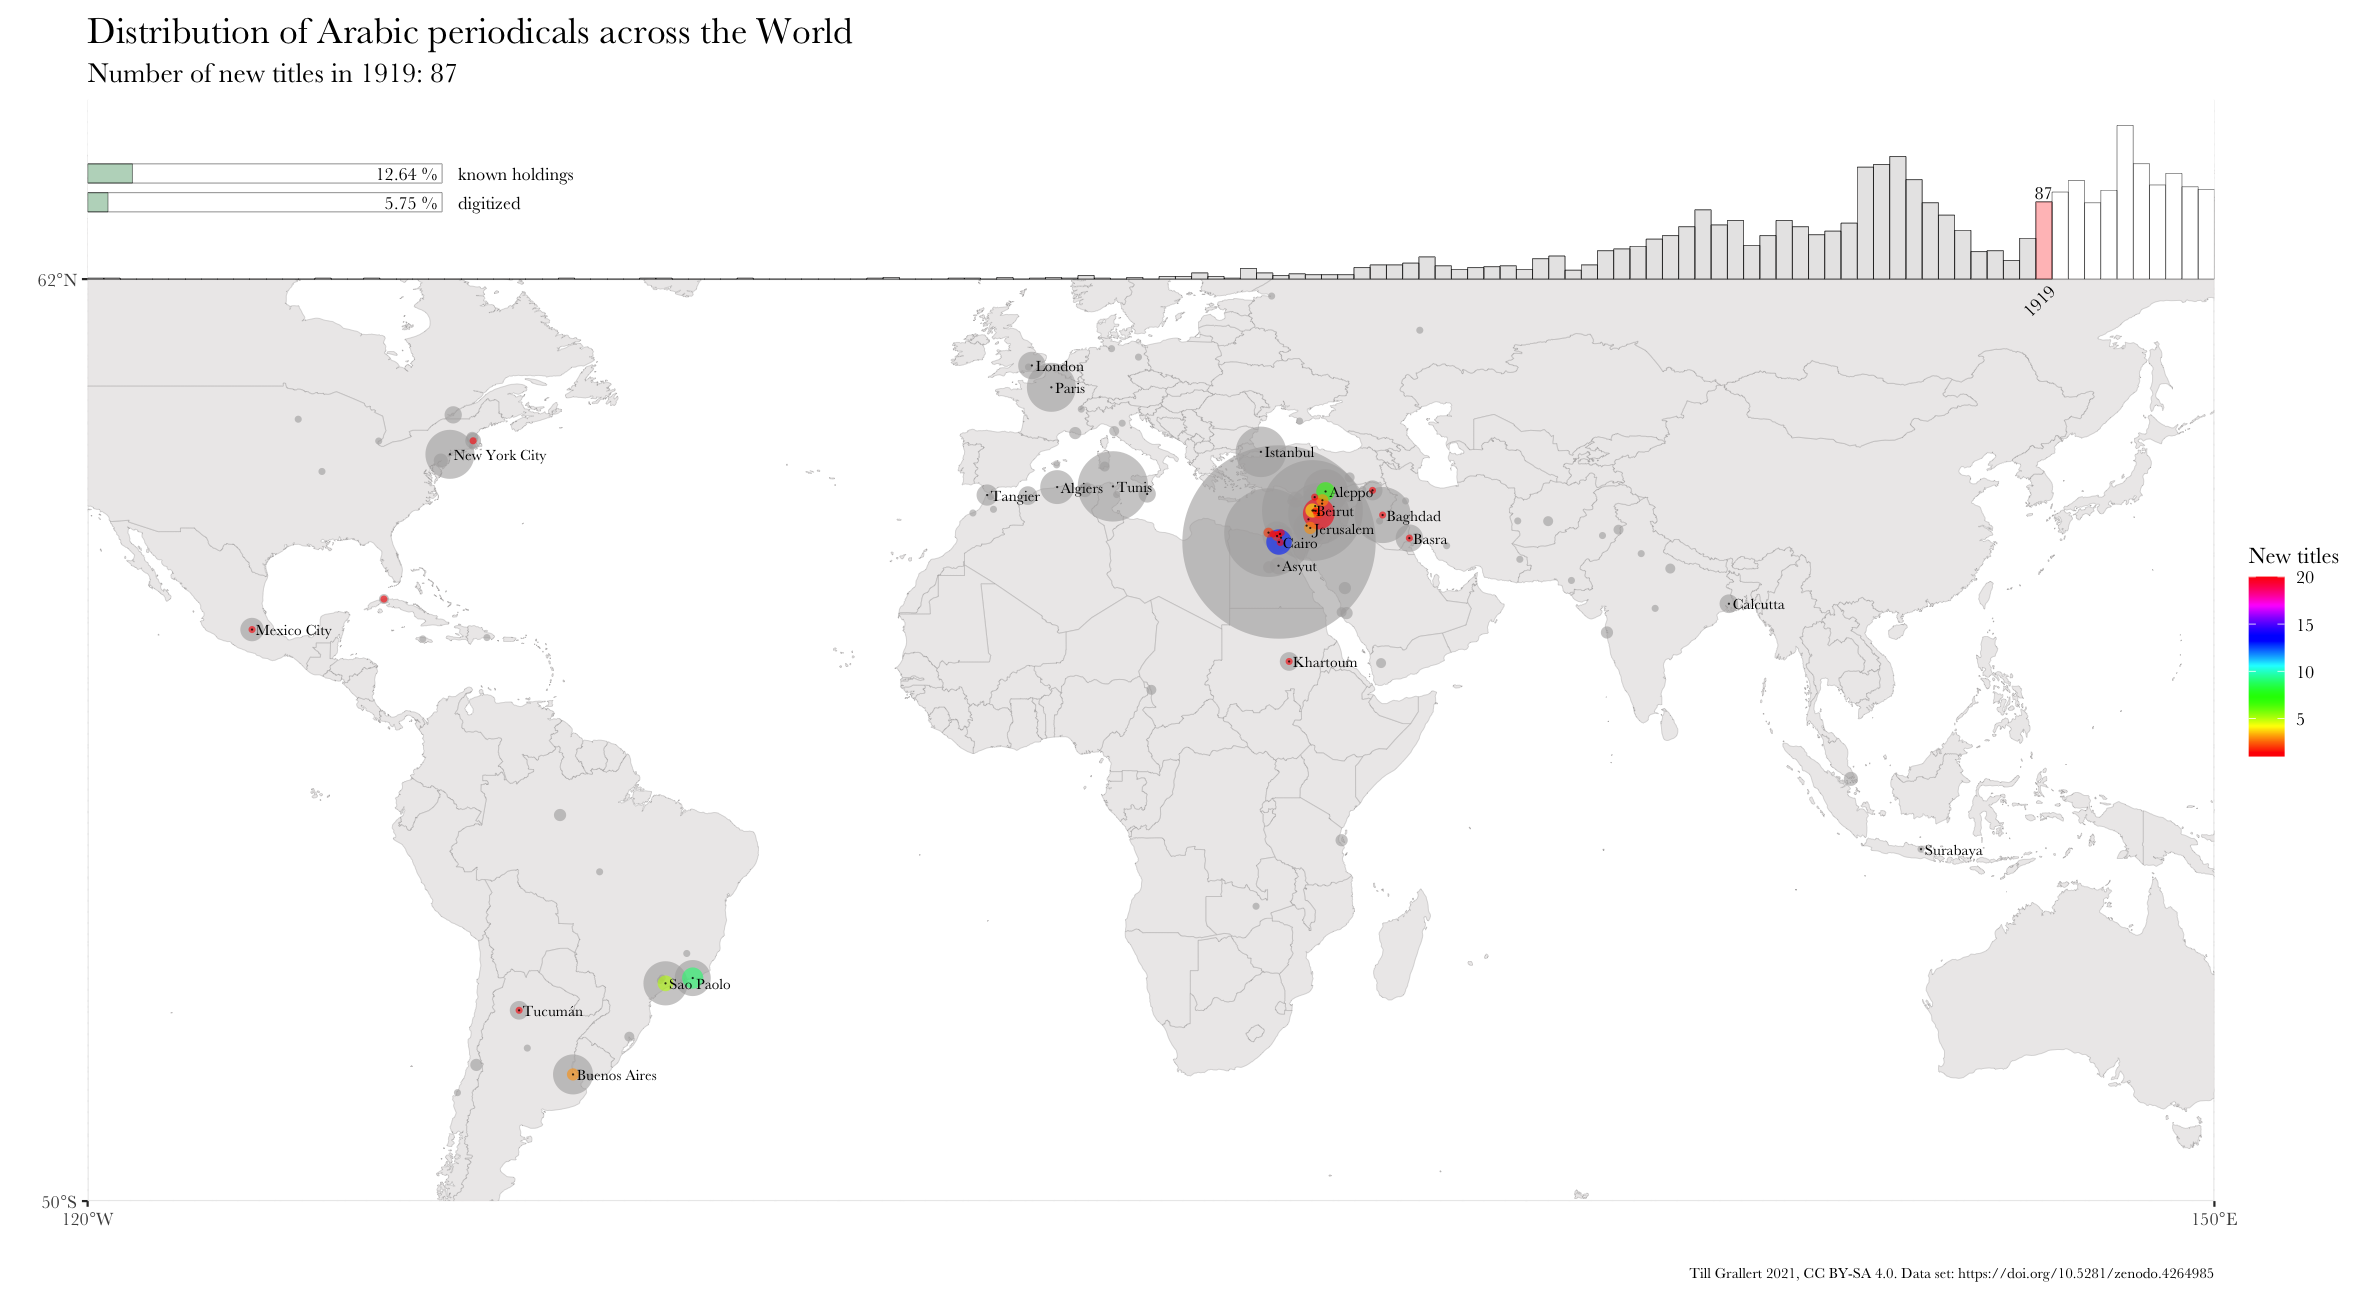 Distribution of Arabic periodicals across the World
Number of new titles in 1919: 87
12.64 % known holdings
5.75 % digitized
87
1919
62°N
London
Paris
New York City
Istanbul
Tangier
Algiers
Tunis
Aleppo
Beirut
Baghdad
Jerusalem
Basra
Cairo
Asyut
Mexico City
Calcutta
Khartoum
Surabaya
Sao Paolo
Tucumán
Buenos Aires
New titles
20
15
10
5
50°S
120°W
150°E
Till Grallert 2021, CC BY-SA 4.0. Data set: https://doi.org/10.5281/zenodo.4264985